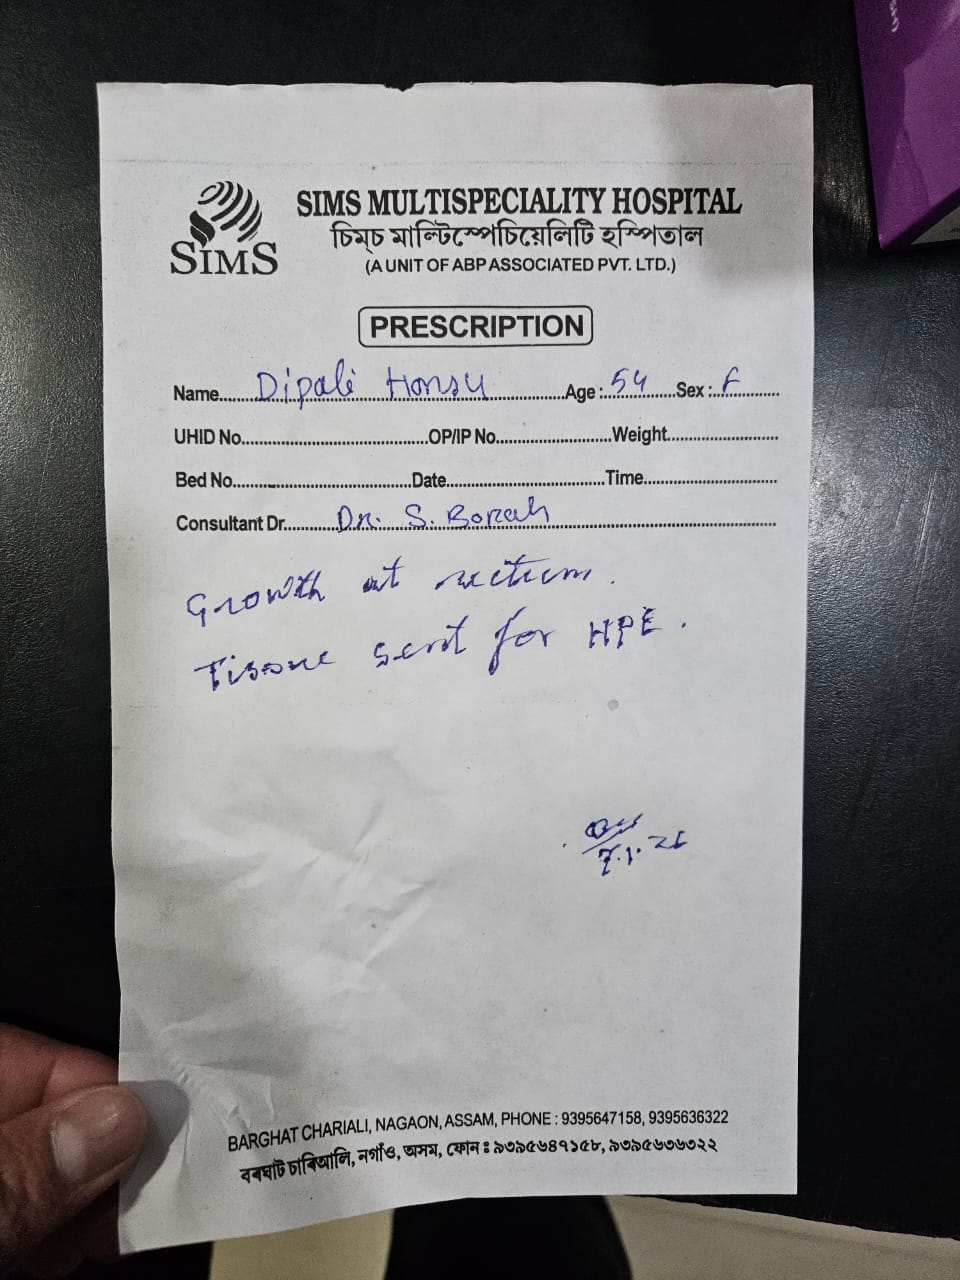 SIMS
SIMS MULTISPECIALITY HOSPITAL
চিম্‌চ মাল্টিস্পেচিয়েলিটি হস্পিতাল
(A UNIT OF ABP ASSOCIATED PVT. LTD.)
PRESCRIPTION
Name Dipali Age : 54 Sex : F
UHID No. OP/IP No. Weight
Bed No. Date Time
Consultant Dr. Dr. S. Borah
Growth at rectum.
Tissue sent for HPE.
7.1.26
BARGHAT CHARIALI, NAGAON, ASSAM, PHONE : 9395647158, 9395636322
বৰঘাট চাৰিআলি, নগাঁও, অসম, ফোন : ৯৩৯৫৬৪৭১৫৮, ৯৩৯৫৬৩৬৩২২